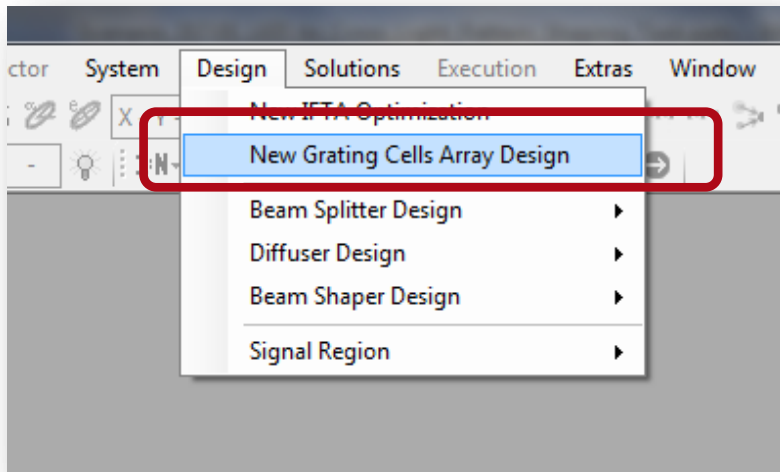 ctor System Design Solutions Execution Extras Window
New IFTA Optimization
X Y
New Grating Cells Array Design
- :N
Beam Splitter Design
Diffuser Design
Beam Shaper Design
Signal Region